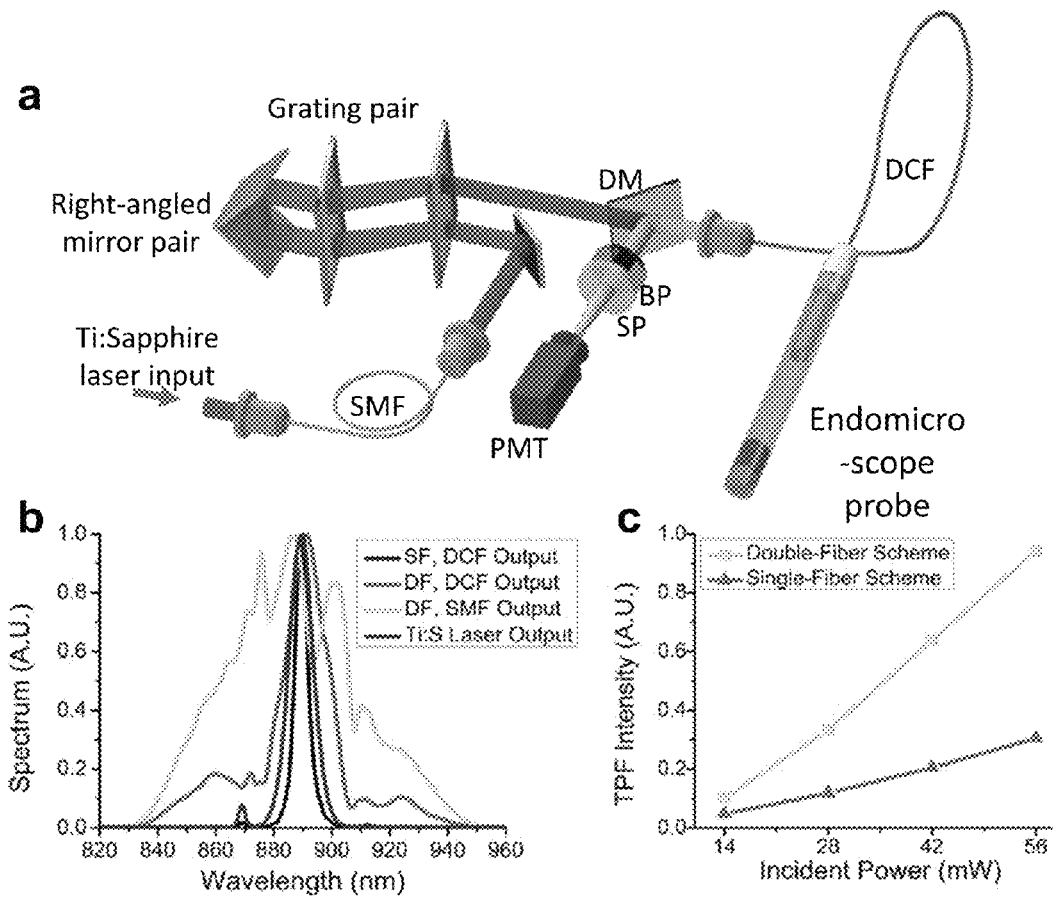 a
Grating pair
Right-angled
mirror pair
DM
DCF
BP
SP
Ti:Sapphire
laser input
SMF
PMT
Endomicro
-scope
probe
b
SF, DCF Output
DF, DCF Output
DF, SMF Output
Ti:S Laser Output
Spectrum (A.U.)
1.0
0.8
0.6
0.4
0.2
0.0
820 840 860 880 900 920 940 960
Wavelength (nm)
c
Double-Fiber Scheme
Single-Fiber Scheme
TPF Intensity (A.U.)
1.0
0.8
0.6
0.4
0.2
0.0
14 28 42 56
Incident Power (mW)